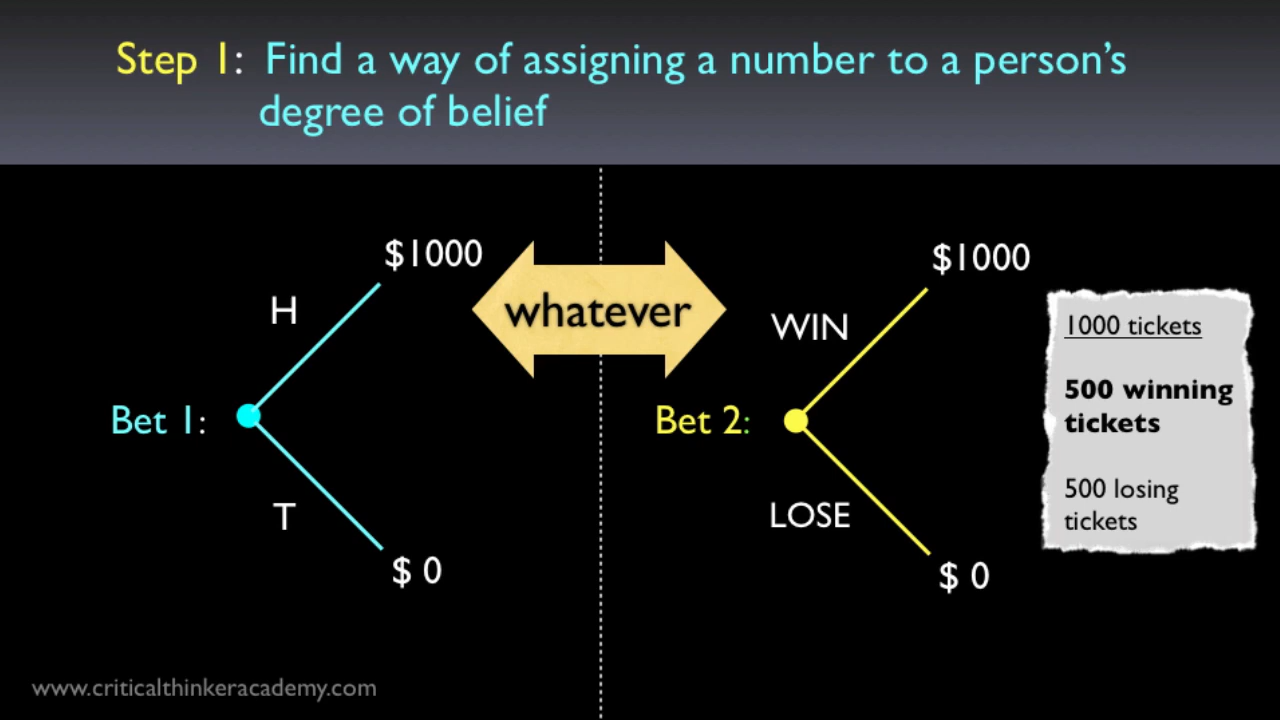 Step 1: Find a way of assigning a number to a person’s
degree of belief
$1000
H
whatever
Bet 1:
T
$ 0
$1000
WIN
Bet 2:
LOSE
$ 0
1000 tickets
500 winning
tickets
500 losing
tickets
www.criticalthinkeracademy.com